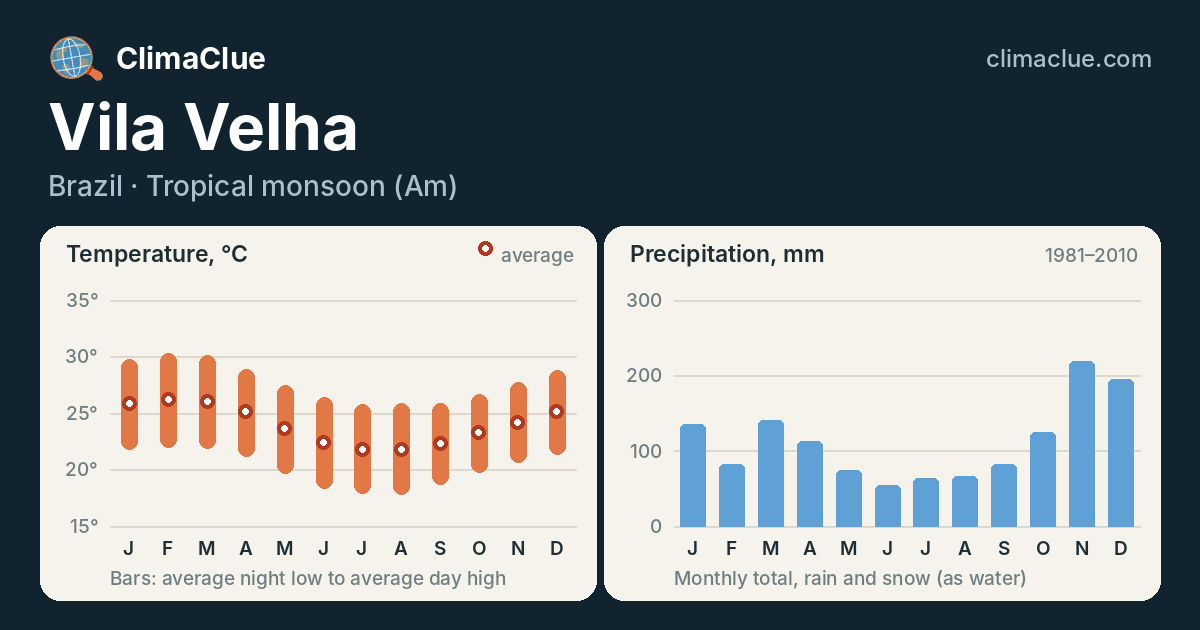 ClimaClue
climaclue.com
Vila Velha
Brazil · Tropical monsoon (Am)
Temperature, °C
average
35°
30°
25°
20°
15°
J F M A M J J A S O N D
Bars: average night low to average day high
Precipitation, mm
1981–2010
300
200
100
0
J F M A M J J A S O N D
Monthly total, rain and snow (as water)